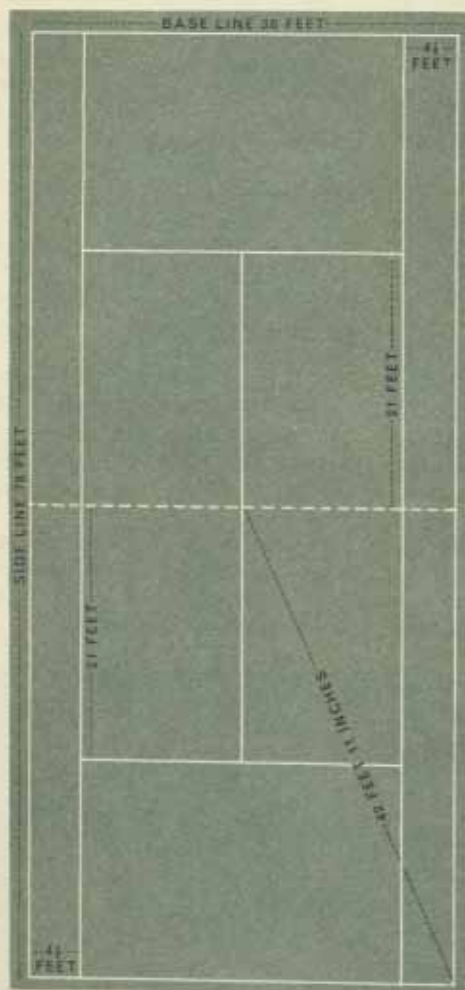 BASE LINE 36 FEET
4½
FEET
21 FEET
SIDE LINE 78 FEET
21 FEET
42 FEET 11 INCHES
4½
FEET